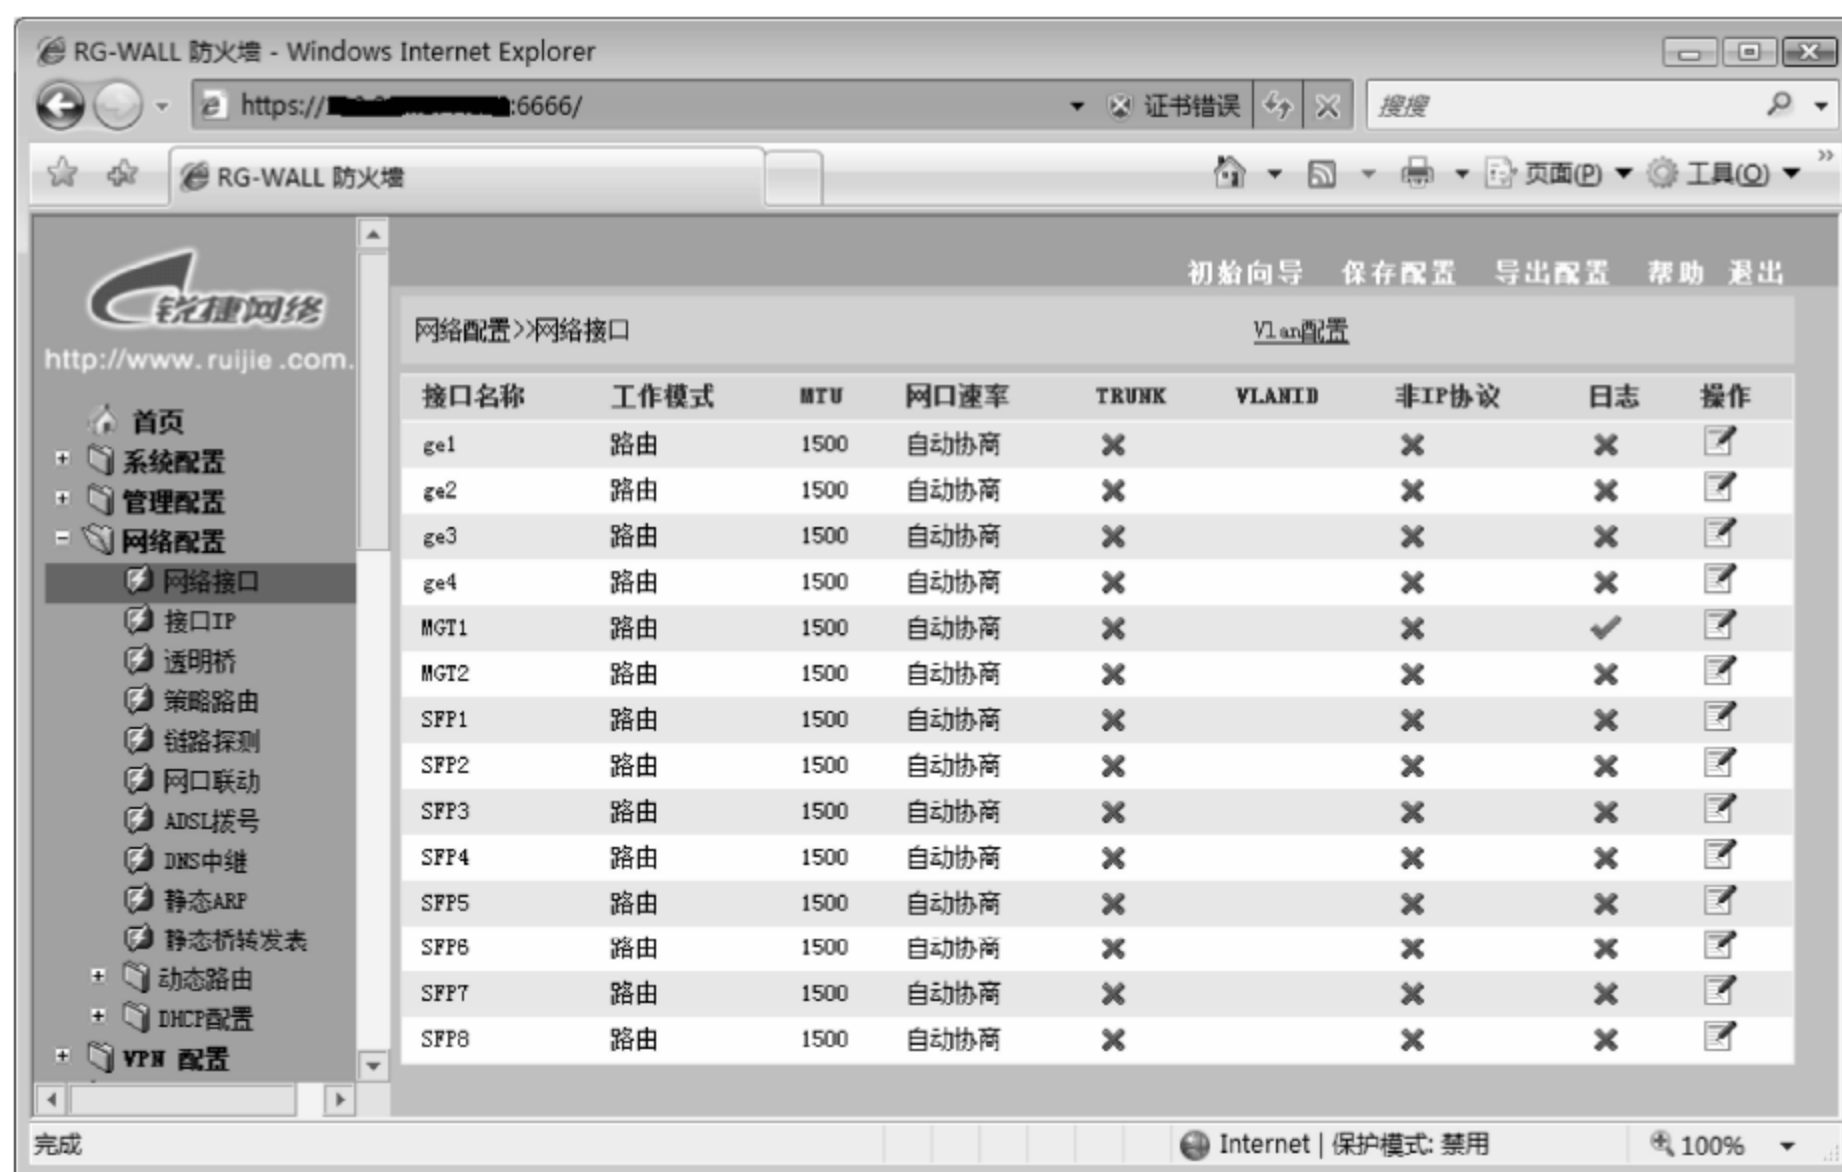 RG-WALL 防火墙 - Windows Internet Explorer
https:// :6666/ 证书错误 搜搜
RG-WALL 防火墙 页面(P) 工具(O) »
锐捷网络
http://www.ruijie.com.
首页
系统配置
管理配置
网络配置
网络接口
接口IP
透明桥
策略路由
链路探测
网口联动
ADSL拨号
DNS中继
静态ARP
静态桥转发表
动态路由
DHCP配置
VPN 配置
初始向导 保存配置 导出配置 帮助 退出
网络配置>>网络接口 Vlan配置
接口名称 工作模式 MTU 网口速率 TRUNK VLANID 非IP协议 日志 操作
ge1 路由 1500 自动协商
ge2 路由 1500 自动协商
ge3 路由 1500 自动协商
ge4 路由 1500 自动协商
MGT1 路由 1500 自动协商
MGT2 路由 1500 自动协商
SFP1 路由 1500 自动协商
SFP2 路由 1500 自动协商
SFP3 路由 1500 自动协商
SFP4 路由 1500 自动协商
SFP5 路由 1500 自动协商
SFP6 路由 1500 自动协商
SFP7 路由 1500 自动协商
SFP8 路由 1500 自动协商
完成 Internet | 保护模式: 禁用 100%